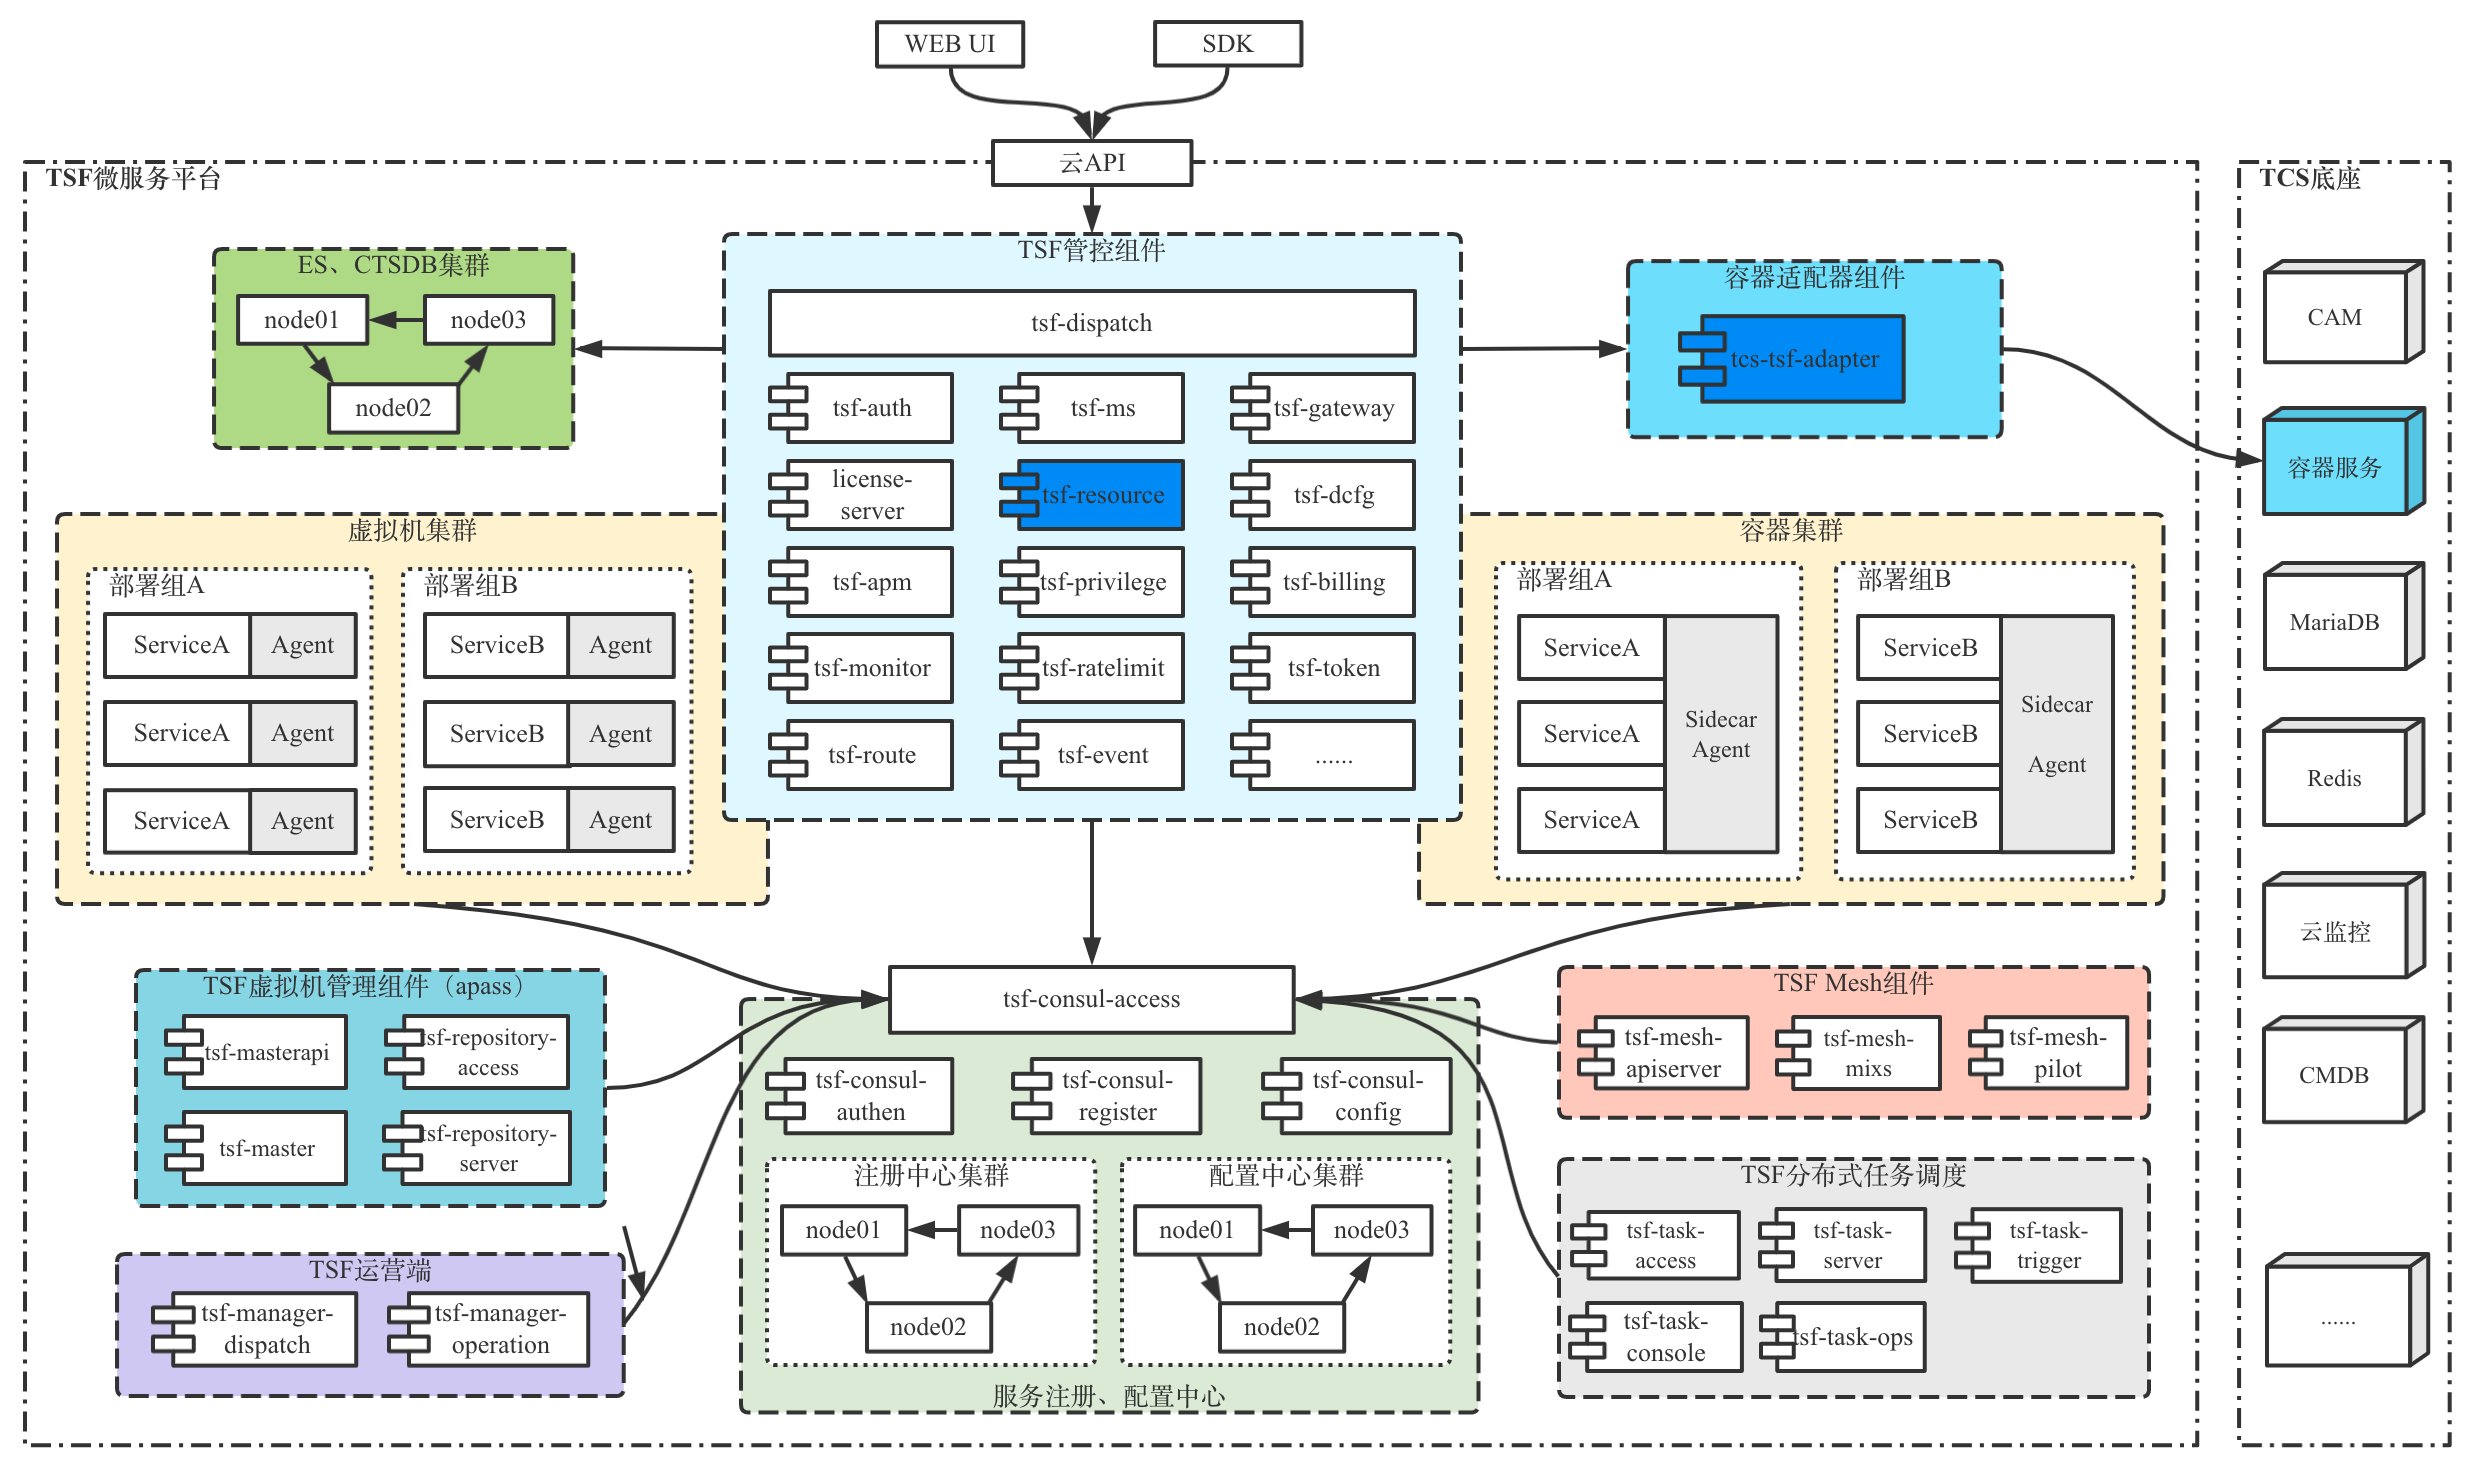 WEB UI
SDK
云API
TSF微服务平台
TCS底座
ES、CTSDB集群
node01
node03
node02
TSF管控组件
tsf-dispatch
tsf-auth
tsf-ms
tsf-gateway
license-
server
tsf-resource
tsf-dcfg
tsf-apm
tsf-privilege
tsf-billing
tsf-monitor
tsf-ratelimit
tsf-token
tsf-route
tsf-event
......
容器适配器组件
tcs-tsf-adapter
虚拟机集群
部署组A
ServiceA
Agent
ServiceA
Agent
ServiceA
Agent
部署组B
ServiceB
Agent
ServiceB
Agent
ServiceB
Agent
容器集群
部署组A
ServiceA
ServiceA
ServiceA
Sidecar
Agent
部署组B
ServiceB
ServiceB
ServiceB
Sidecar
Agent
TSF虚拟机管理组件（apass）
tsf-masterapi
tsf-repository-
access
tsf-master
tsf-repository-
server
TSF运营端
tsf-manager-
dispatch
tsf-manager-
operation
tsf-consul-access
tsf-consul-
authen
tsf-consul-
register
tsf-consul-
config
注册中心集群
node01
node03
node02
配置中心集群
node01
node03
node02
服务注册、配置中心
TSF Mesh组件
tsf-mesh-
apiserver
tsf-mesh-
mixs
tsf-mesh-
pilot
TSF分布式任务调度
tsf-task-
access
tsf-task-
server
tsf-task-
trigger
tsf-task-
console
tsf-task-ops
CAM
容器服务
MariaDB
Redis
云监控
CMDB
......